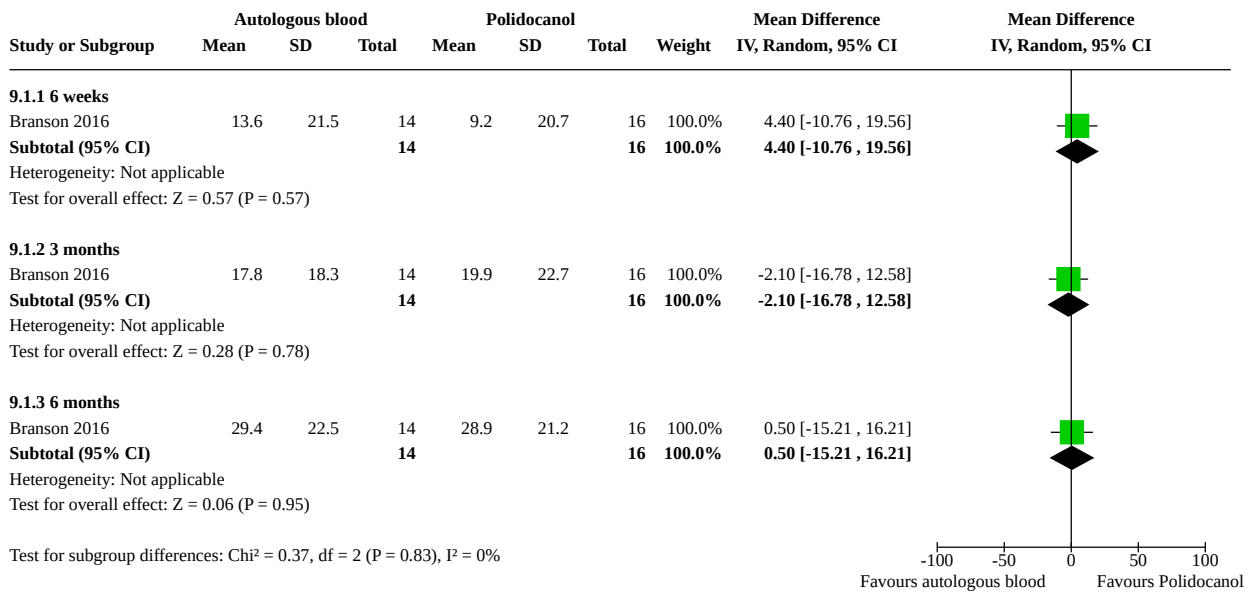 Autologous blood Polidocanol Mean Difference Mean Difference
Study or Subgroup Mean SD Total Mean SD Total Weight IV, Random, 95% CI IV, Random, 95% CI
9.1.1 6 weeks
Branson 2016 13.6 21.5 14 9.2 20.7 16 100.0% 4.40 [-10.76 , 19.56]
Subtotal (95% CI) 14 16 100.0% 4.40 [-10.76 , 19.56]
Heterogeneity: Not applicable
Test for overall effect: Z = 0.57 (P = 0.57)
9.1.2 3 months
Branson 2016 17.8 18.3 14 19.9 22.7 16 100.0% -2.10 [-16.78 , 12.58]
Subtotal (95% CI) 14 16 100.0% -2.10 [-16.78 , 12.58]
Heterogeneity: Not applicable
Test for overall effect: Z = 0.28 (P = 0.78)
9.1.3 6 months
Branson 2016 29.4 22.5 14 28.9 21.2 16 100.0% 0.50 [-15.21 , 16.21]
Subtotal (95% CI) 14 16 100.0% 0.50 [-15.21 , 16.21]
Heterogeneity: Not applicable
Test for overall effect: Z = 0.06 (P = 0.95)
Test for subgroup differences: Chi² = 0.37, df = 2 (P = 0.83), I² = 0%
-100 -50 0 50 100
Favours autologous blood Favours Polidocanol